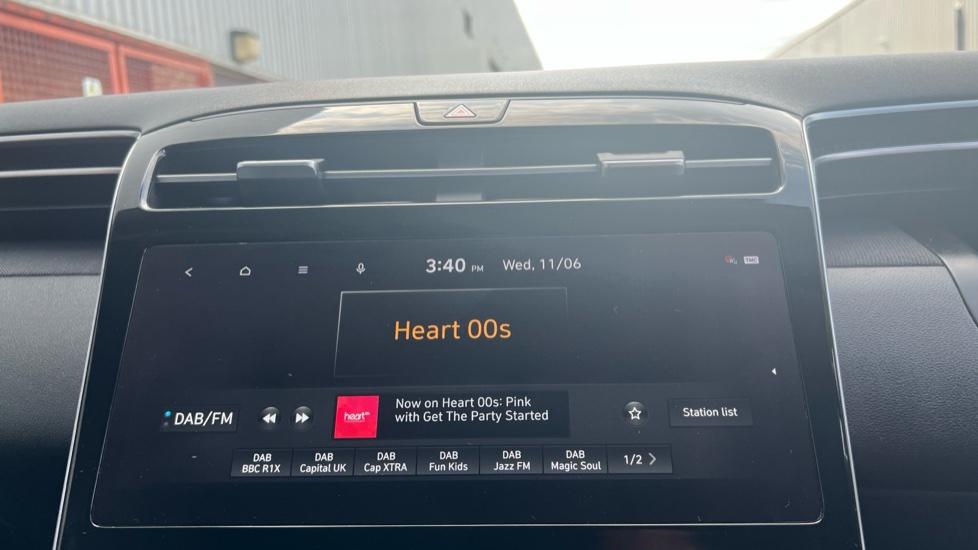 3:40 PM Wed, 11/06 TMC
Heart 00s
DAB/FM
heart
Now on Heart 00s: Pink
with Get The Party Started
Station list
DAB
BBC R1X
DAB
Capital UK
DAB
Cap XTRA
DAB
Fun Kids
DAB
Jazz FM
DAB
Magic Soul
1/2